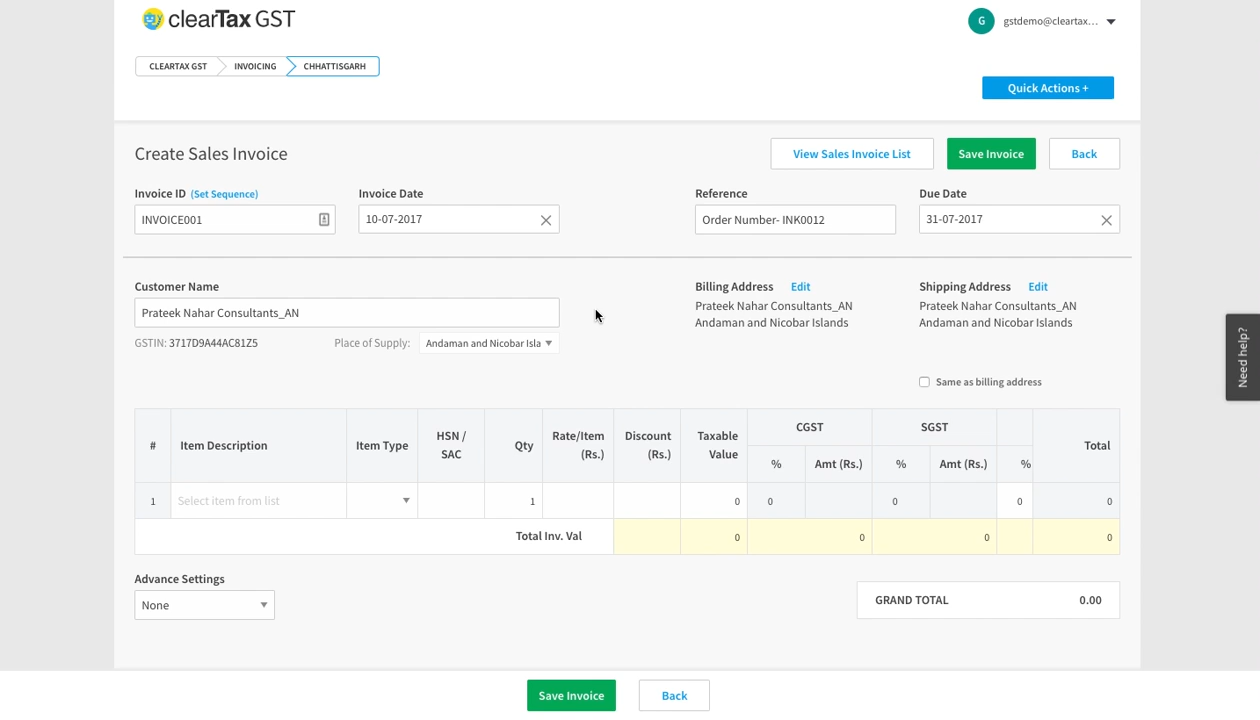 clearTax GST
G gstdemo@cleartax...
CLEARTAX GST INVOICING CHHATTISGARH
Quick Actions +
Create Sales Invoice
View Sales Invoice List Save Invoice Back
Invoice ID (Set Sequence) Invoice Date Reference Due Date
INVOICE001 10-07-2017 Order Number- INK0012 31-07-2017
Customer Name Billing Address Edit Shipping Address Edit
Prateek Nahar Consultants_AN Prateek Nahar Consultants_AN Prateek Nahar Consultants_AN
Andaman and Nicobar Islands Andaman and Nicobar Islands
GSTIN: 3717D9A44AC81Z5 Place of Supply: Andaman and Nicobar Isla
Need help?
Same as billing address
# Item Description Item Type HSN / SAC Qty Rate/Item (Rs.) Discount (Rs.) Taxable Value CGST SGST Total
% Amt (Rs.) % Amt (Rs.) %
1 Select item from list 1 0 0 0 0 0
Total Inv. Val 0 0 0 0
Advance Settings
None
GRAND TOTAL 0.00
Save Invoice Back